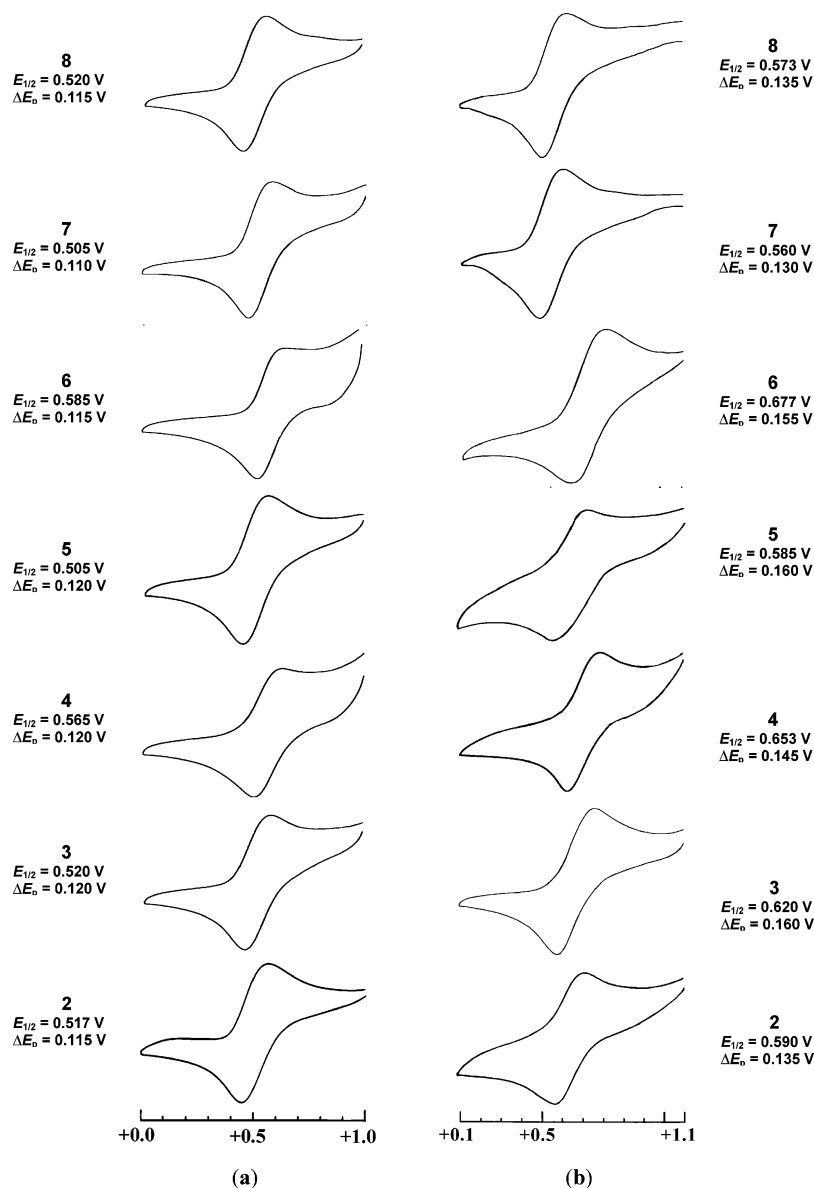 8
E1/2 = 0.520 V
ΔEp = 0.115 V
7
E1/2 = 0.505 V
ΔEp = 0.110 V
6
E1/2 = 0.585 V
ΔEp = 0.115 V
5
E1/2 = 0.505 V
ΔEp = 0.120 V
4
E1/2 = 0.565 V
ΔEp = 0.120 V
3
E1/2 = 0.520 V
ΔEp = 0.120 V
2
E1/2 = 0.517 V
ΔEp = 0.115 V
+0.0 +0.5 +1.0
(a)
8
E1/2 = 0.573 V
ΔEp = 0.135 V
7
E1/2 = 0.560 V
ΔEp = 0.130 V
6
E1/2 = 0.677 V
ΔEp = 0.155 V
5
E1/2 = 0.585 V
ΔEp = 0.160 V
4
E1/2 = 0.653 V
ΔEp = 0.145 V
3
E1/2 = 0.620 V
ΔEp = 0.160 V
2
E1/2 = 0.590 V
ΔEp = 0.135 V
+0.1 +0.5 +1.1
(b)